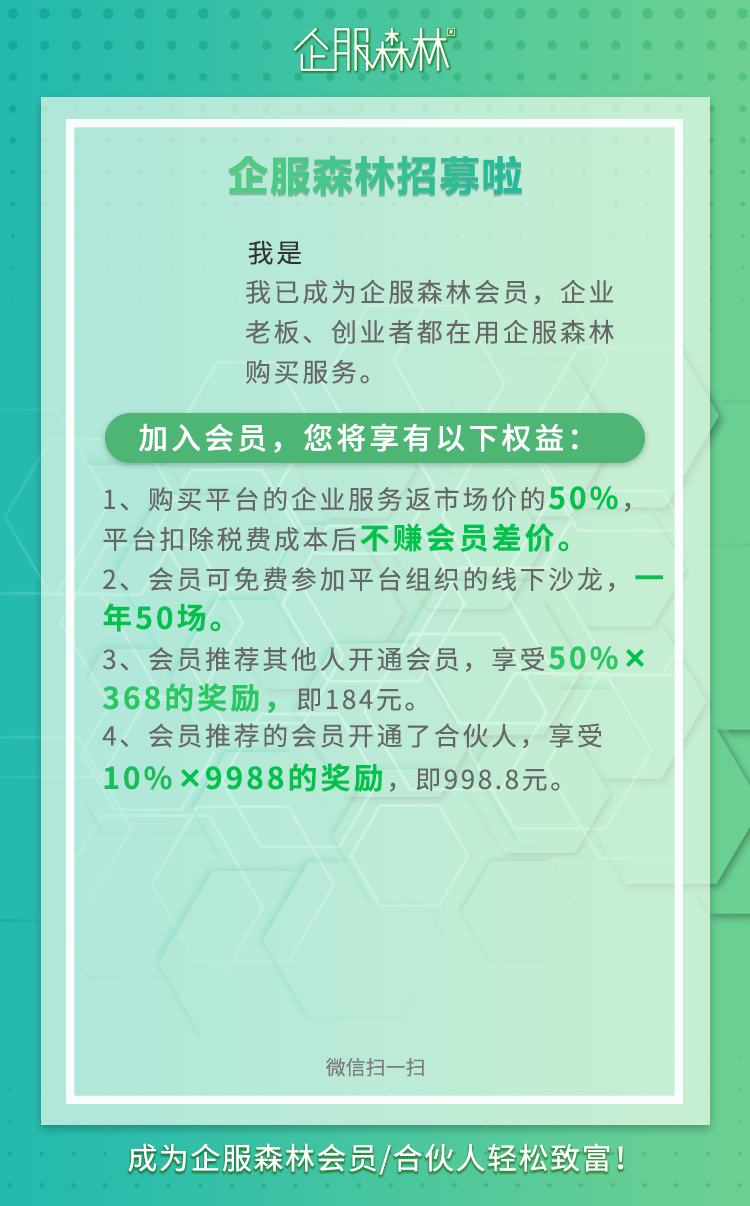 企服森林
企服森林招募啦
我是
我已成为企服森林会员，企业
老板、创业者都在用企服森林
购买服务。
加入会员，您将享有以下权益：
1、购买平台的企业服务返市场价的50%，
平台扣除税费成本后不赚会员差价。
2、会员可免费参加平台组织的线下沙龙，一
年50场。
3、会员推荐其他人开通会员，享受50%×
368的奖励，即184元。
4、会员推荐的会员开通了合伙人，享受
10%×9988的奖励，即998.8元。
微信扫一扫
成为企服森林会员/合伙人轻松致富！